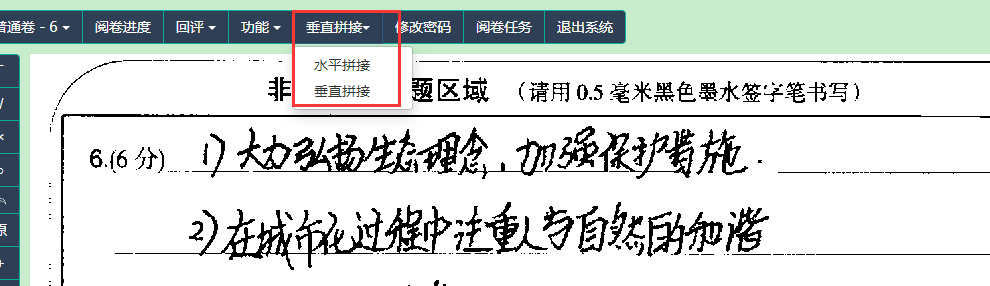 普通卷 - 6 阅卷进度 回评 功能 垂直拼接 修改密码 阅卷任务 退出系统
水平拼接
垂直拼接
非 题区域 (请用 0.5 毫米黑色墨水签字笔书写)
6.(6 分) 1) 大力弘扬生态理念, 加强保护措施.
2) 在城市化过程中注重人与自然的和谐